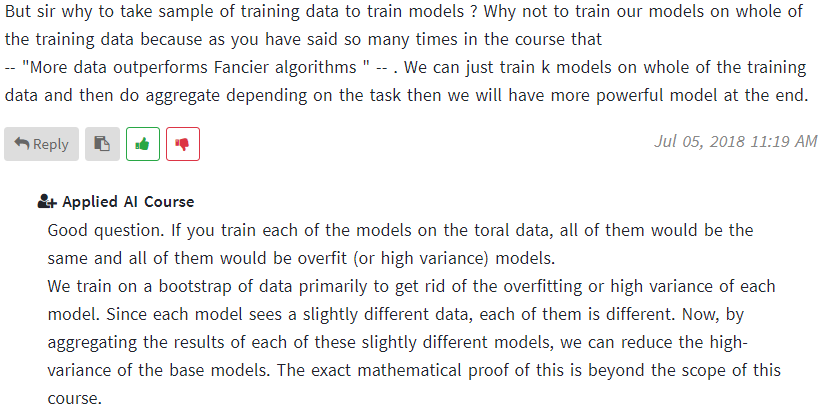 But sir why to take sample of training data to train models ? Why not to train our models on whole of
the training data because as you have said so many times in the course that
-- "More data outperforms Fancier algorithms " -- . We can just train k models on whole of the training
data and then do aggregate depending on the task then we will have more powerful model at the end.
Reply
Jul 05, 2018 11:19 AM
Applied AI Course
Good question. If you train each of the models on the toral data, all of them would be the
same and all of them would be overfit (or high variance) models.
We train on a bootstrap of data primarily to get rid of the overfitting or high variance of each
model. Since each model sees a slightly different data, each of them is different. Now, by
aggregating the results of each of these slightly different models, we can reduce the high-
variance of the base models. The exact mathematical proof of this is beyond the scope of this
course.